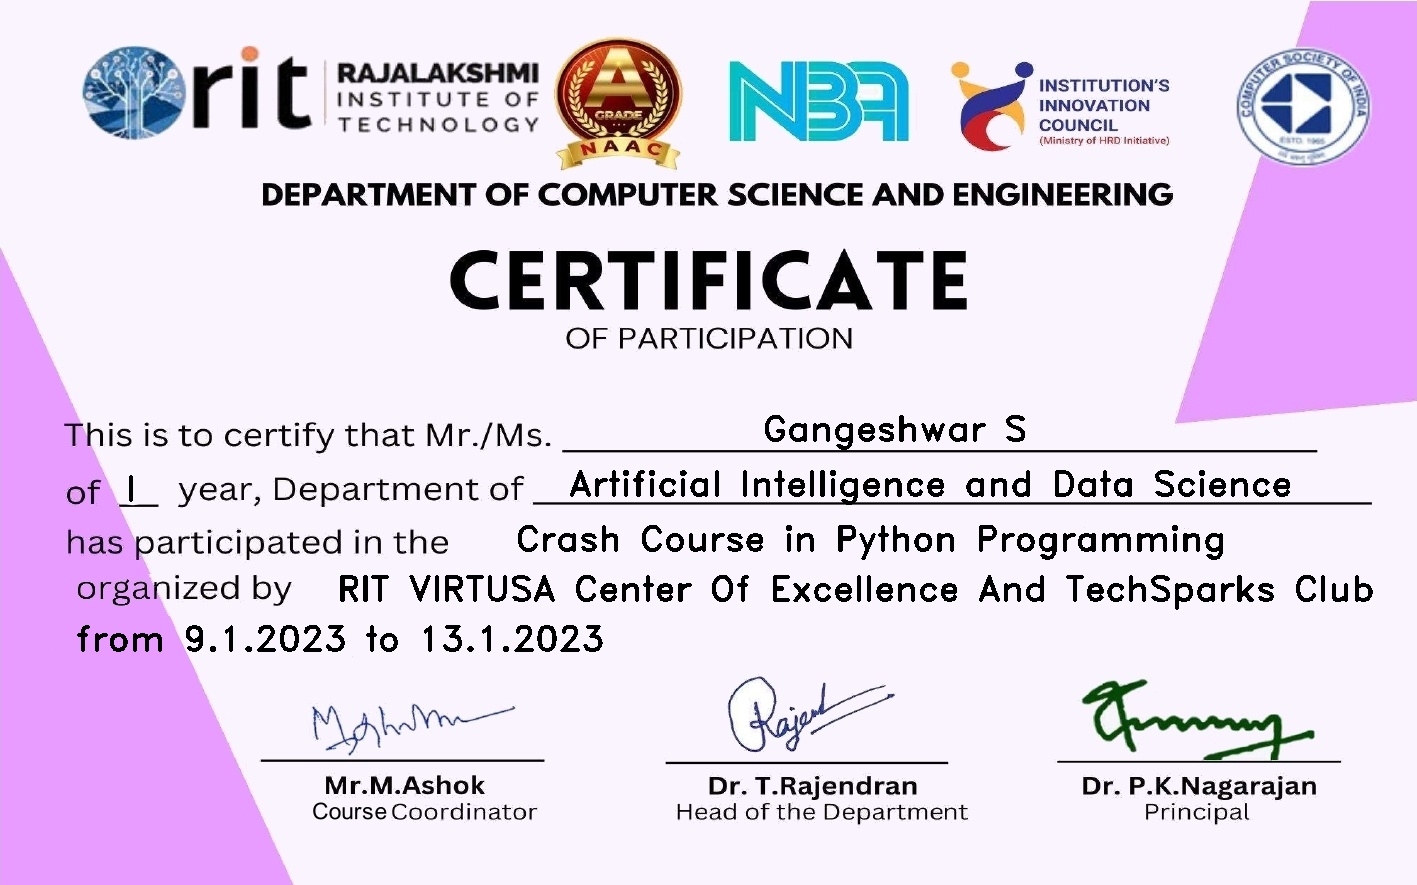 rit
RAJALAKSHMI
INSTITUTE OF
TECHNOLOGY
A
GRADE
NAAC
NBA
INSTITUTION'S
INNOVATION
COUNCIL
(Ministry of HRD Initiative)
COMPUTER SOCIETY OF INDIA
ESTD. 1965
DEPARTMENT OF COMPUTER SCIENCE AND ENGINEERING
CERTIFICATE
OF PARTICIPATION
This is to certify that Mr./Ms. Gangeshwar S
of I year, Department of Artificial Intelligence and Data Science
has participated in the Crash Course in Python Programming
organized by RIT VIRTUSA Center Of Excellence And TechSparks Club
from 9.1.2023 to 13.1.2023
Rajend
Mr.M.Ashok
Course Coordinator
Dr. T.Rajendran
Head of the Department
Dr. P.K.Nagarajan
Principal